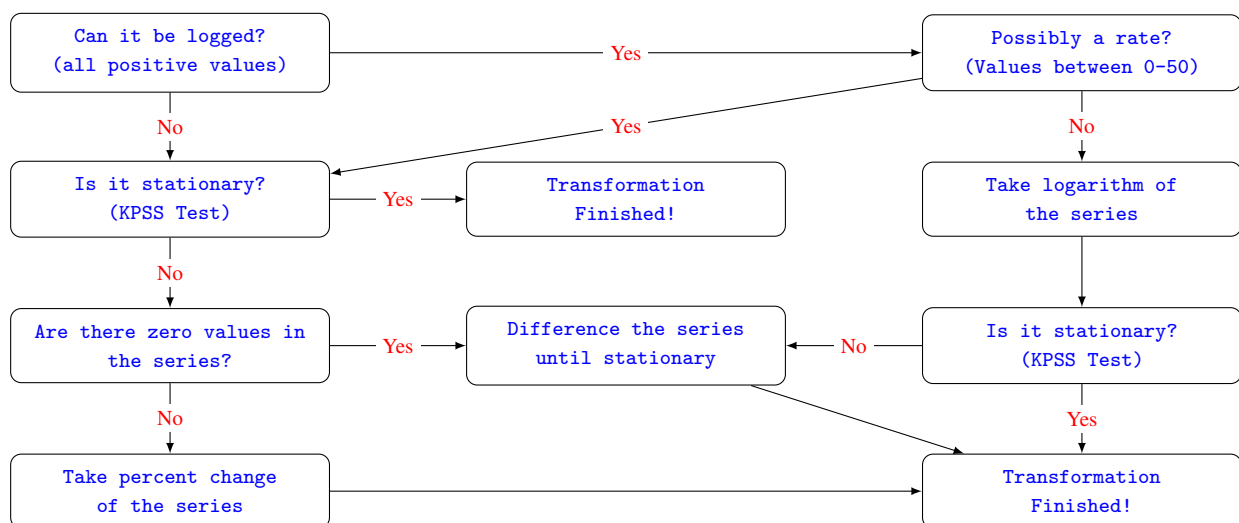 Can it be logged?
(all positive values)
Yes
Possibly a rate?
(Values between 0-50)
No
Yes
No
Is it stationary?
(KPSS Test)
Yes
Transformation
Finished!
Take logarithm of
the series
No
Are there zero values in
the series?
Yes
Difference the series
until stationary
No
Is it stationary?
(KPSS Test)
No
Yes
Take percent change
of the series
Transformation
Finished!